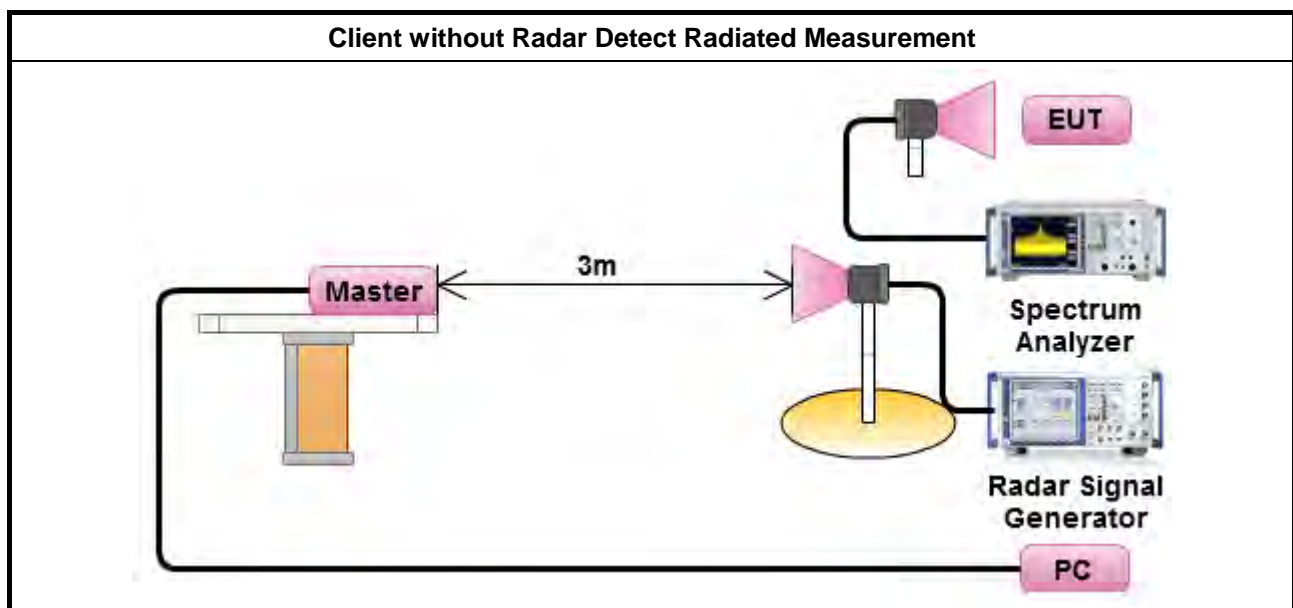 Client without Radar Detect Radiated Measurement
EUT
3m
Master
Spectrum
Analyzer
Radar Signal
Generator
PC